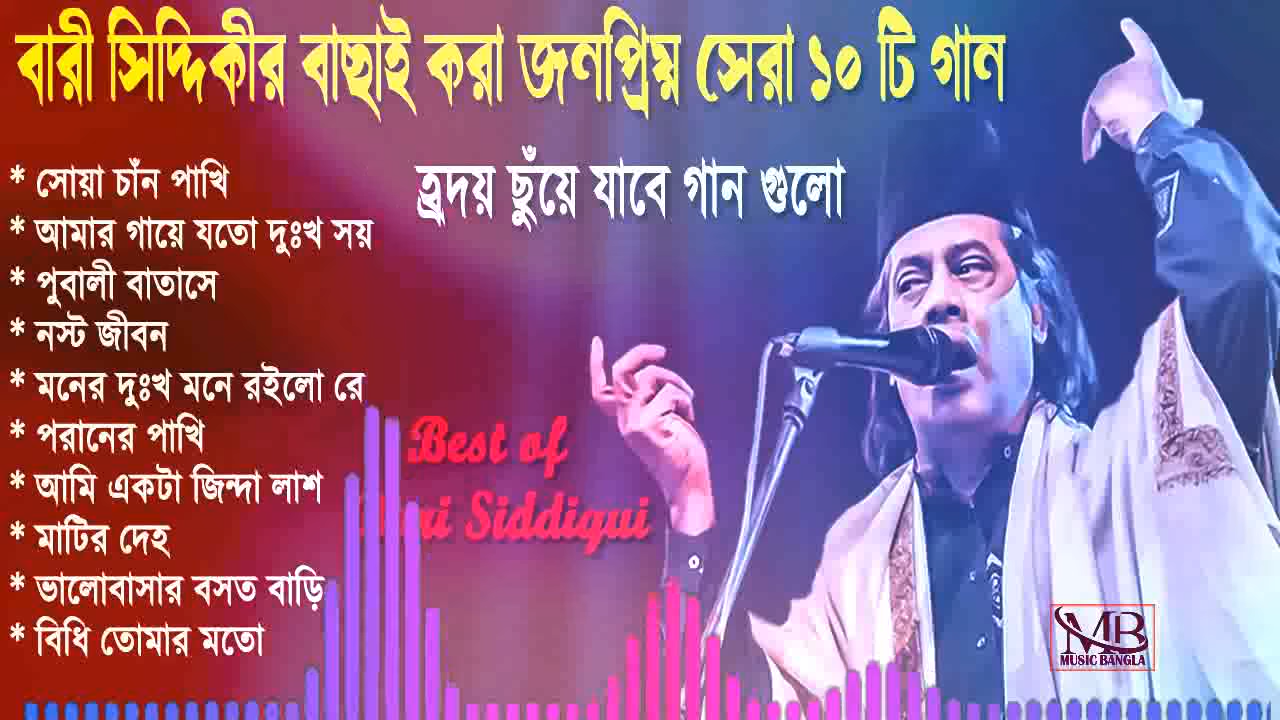 বারী সিদ্দিকীর বাছাই করা জনপ্রিয় সেরা ১০ টি গান
হ্রদয় ছুঁয়ে যাবে গান গুলো
* সোয়া চাঁন পাখি
* আমার গায়ে যতো দুঃখ সয়
* পুবালী বাতাসে
* নস্ট জীবন
* মনের দুঃখ মনে রইলো রে
* পরানের পাখি
* আমি একটা জিন্দা লাশ
* মাটির দেহ
* ভালোবাসার বসত বাড়ি
* বিধি তোমার মতো
Best of
Siddiqui
MB
MUSIC BANGLA